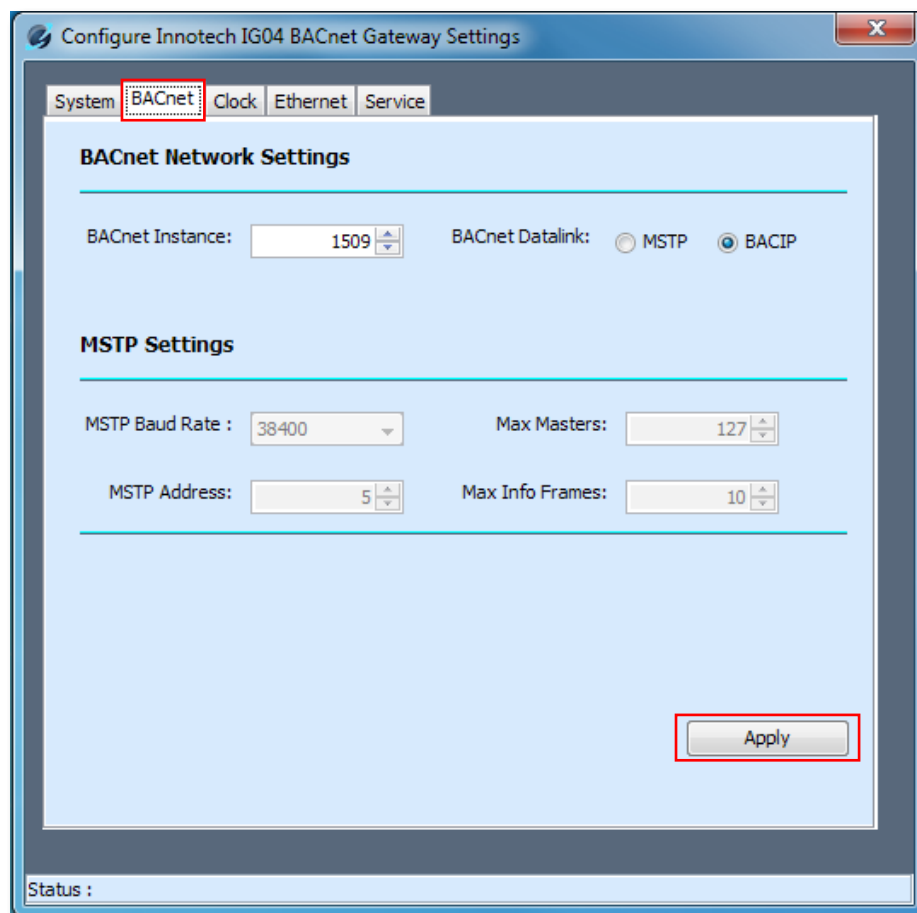 Configure Innotech IG04 BACnet Gateway Settings
System BACnet Clock Ethernet Service
BACnet Network Settings
BACnet Instance: 1509 BACnet Datalink: MSTP BACIP
MSTP Settings
MSTP Baud Rate : 38400 Max Masters: 127
MSTP Address: 5 Max Info Frames: 10
Apply
Status :